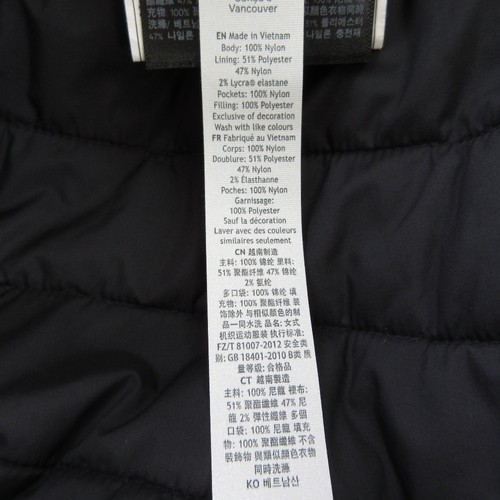 Vancouver
EN Made in Vietnam
Body: 100% Nylon
Lining: 51% Polyester
47% Nylon
2% Lycra® elastane
Pockets: 100% Nylon
Filling: 100% Polyester
Exclusive of decoration
Wash with like colours
FR Fabriqué au Vietnam
Corps: 100% Nylon
Doublure: 51% Polyester
47% Nylon
2% Élasthanne
Poches: 100% Nylon
Garnissage:
100% Polyester
Sauf la décoration
Laver avec des couleurs
similaires seulement
CN 越南制造
主料: 100% 锦纶 里料:
51% 聚酯纤维 47% 锦纶
2% 氨纶
多口袋: 100% 锦纶 填
充物: 100% 聚酯纤维 装
饰除外 与相似颜色的制
品一同水洗 品名: 女式
机织运动服装 执行标准:
FZ/T 81007-2012 安全类
别: GB 18401-2010 B类 质
量等级: 合格品
CT 越南製造
主料: 100% 尼龍 裡布:
51% 聚酯纖維 47% 尼
龍 2% 彈性纖維 多個
口袋: 100% 尼龍 填充
物: 100% 聚酯纖維 不含
裝飾物 與類似顏色衣物
同時洗滌
KO 베트남산